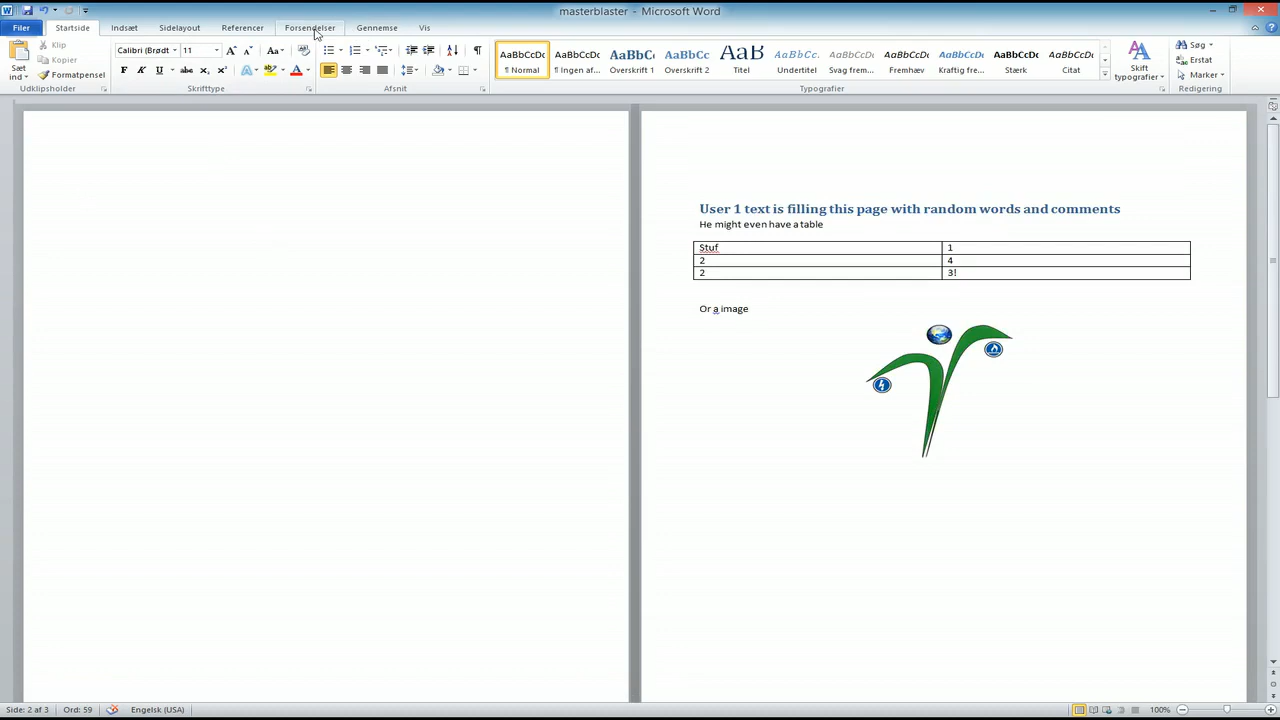 masterblaster - Microsoft Word
Filer Startside Indsæt Sidelayout Referencer Forsendelser Gennemse Vis
Sæt ind
Klip
Kopier
Formatpensel
Udklipsholder
Calibri (Brødt 11
Skrifttype
Afsnit
AaBbCcDc AaBbCcDc AaBbC AaBbCc AaB AaBbCc. AaBbCcDc AaBbCcDc AaBbCcDc AaBbCcDc AaBbCcDc
¶ Normal ¶ Ingen af... Overskrift 1 Overskrift 2 Titel Undertitel Svag frem... Fremhæv Kraftig fre... Stærk Citat
Typografier
Skift typografier
Søg
Erstat
Marker
Redigering
User 1 text is filling this page with random words and comments
He might even have a table
Stuf 1
2 4
2 3!
Or a image
Side: 2 af 3 Ord: 59 Engelsk (USA) 100%